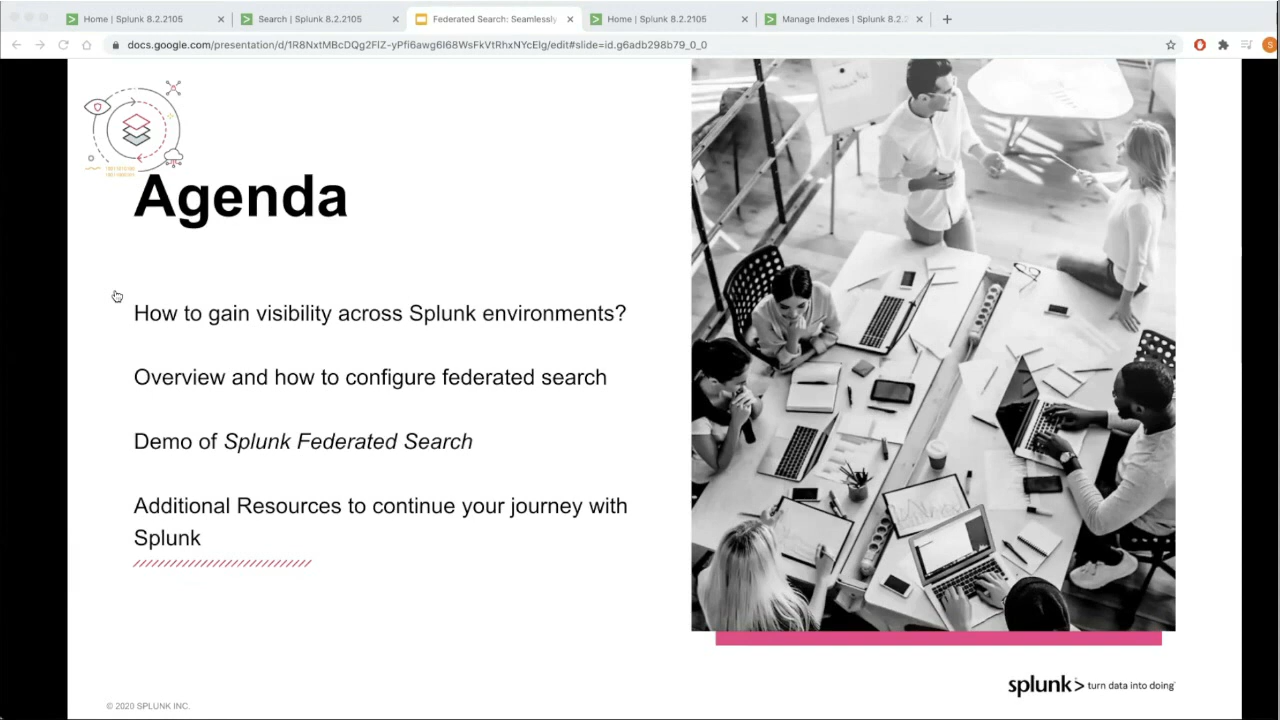 Home | Splunk 8.2.2105
Search | Splunk 8.2.2105
Federated Search: Seamlessly
Home | Splunk 8.2.2105
Manage Indexes | Splunk 8.2.
docs.google.com/presentation/d/1R8NxtMBcDQg2FIZ-yPfi6awg6I68WsFkVtRhxNYcEIg/edit#slide=id.g6adb298b79_0_0
S
Agenda
How to gain visibility across Splunk environments?
Overview and how to configure federated search
Demo of Splunk Federated Search
Additional Resources to continue your journey with
Splunk
splunk> turn data into doing
© 2020 SPLUNK INC.